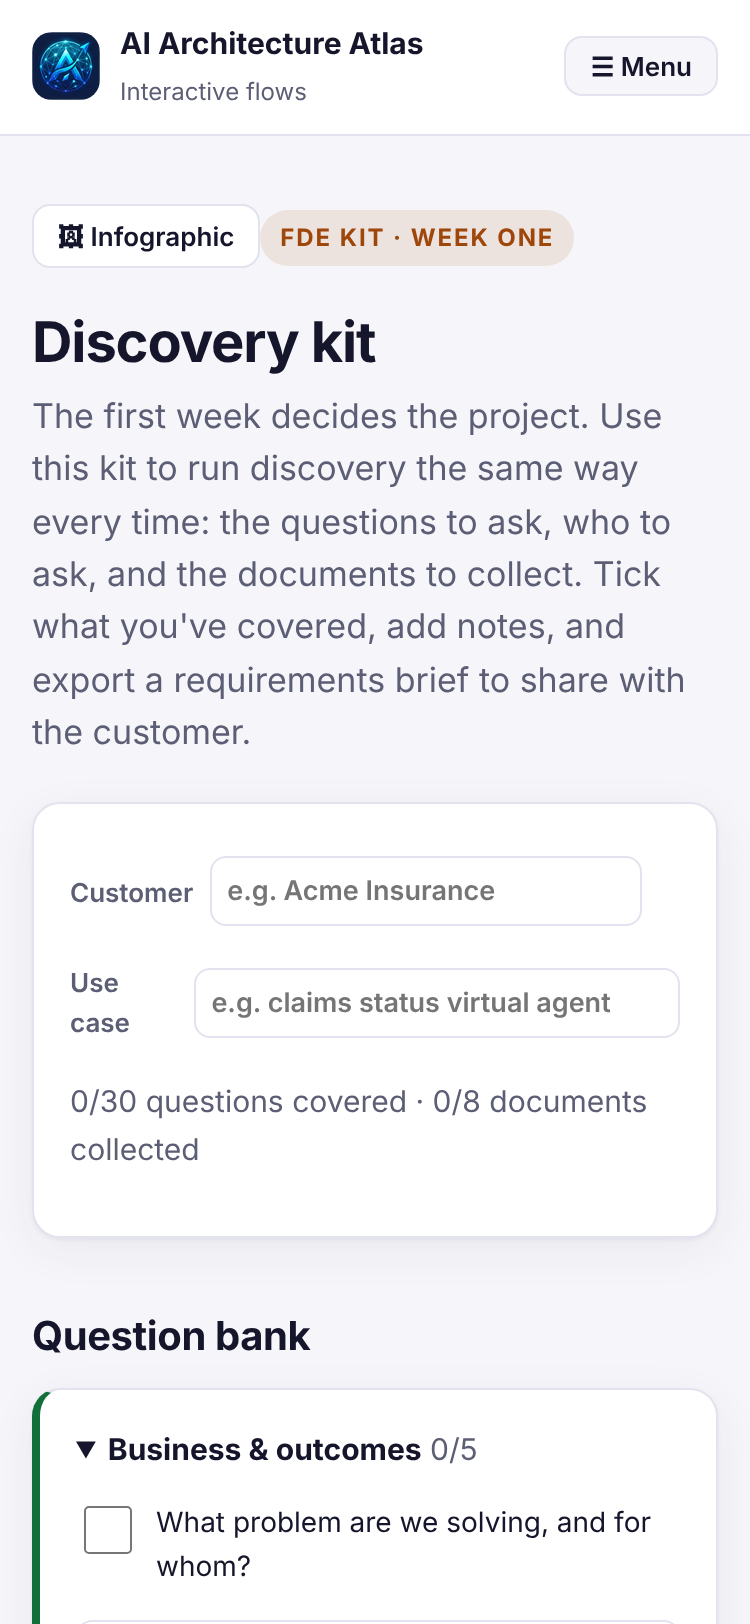 AI Architecture Atlas
Interactive flows
☰ Menu
🖼 Infographic
FDE KIT · WEEK ONE
Discovery kit
The first week decides the project. Use
this kit to run discovery the same way
every time: the questions to ask, who to
ask, and the documents to collect. Tick
what you've covered, add notes, and
export a requirements brief to share with
the customer.
Customer
e.g. Acme Insurance
Use
case
e.g. claims status virtual agent
0/30 questions covered · 0/8 documents
collected
Question bank
▼ Business & outcomes 0/5
What problem are we solving, and for
whom?